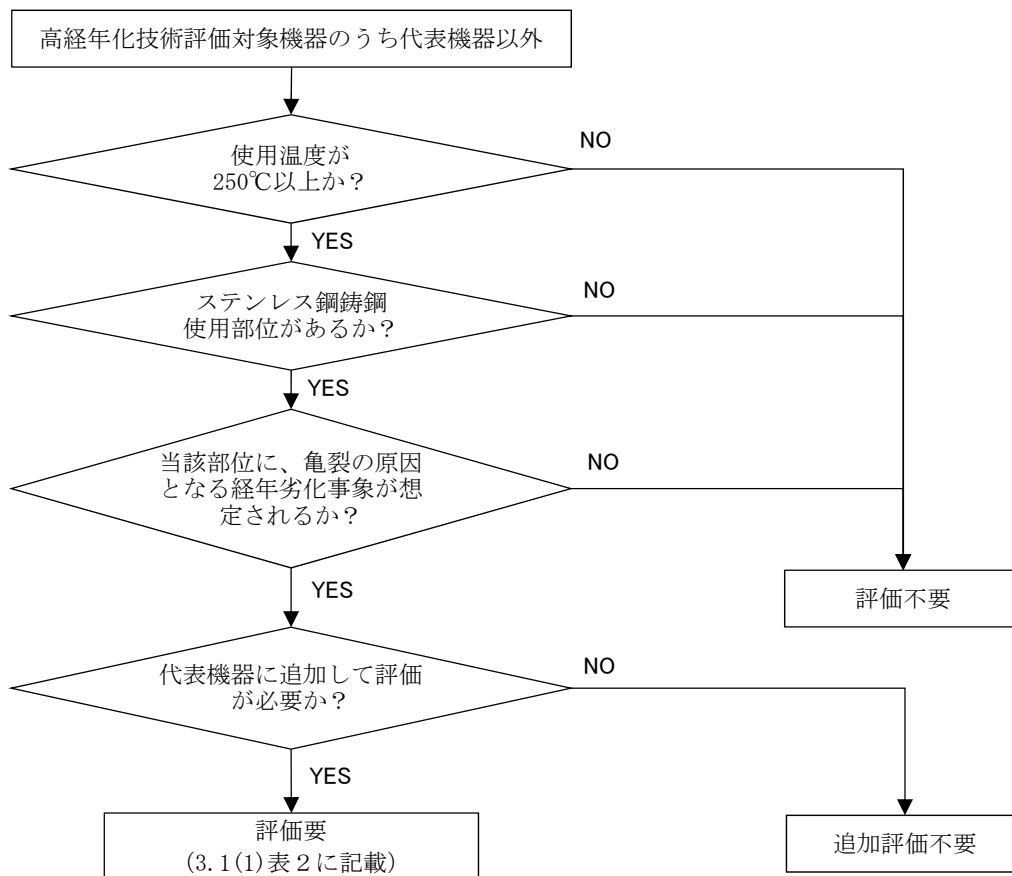 高経年化技術評価対象機器のうち代表機器以外
使用温度が
250℃以上か？
NO
YES
ステンレス鋼鋳鋼
使用部位があるか？
NO
YES
当該部位に、亀裂の原因
となる経年劣化事象が想
定されるか？
NO
YES
評価不要
代表機器に追加して評価
が必要か？
NO
YES
評価要
(3.1(1)表２に記載)
追加評価不要